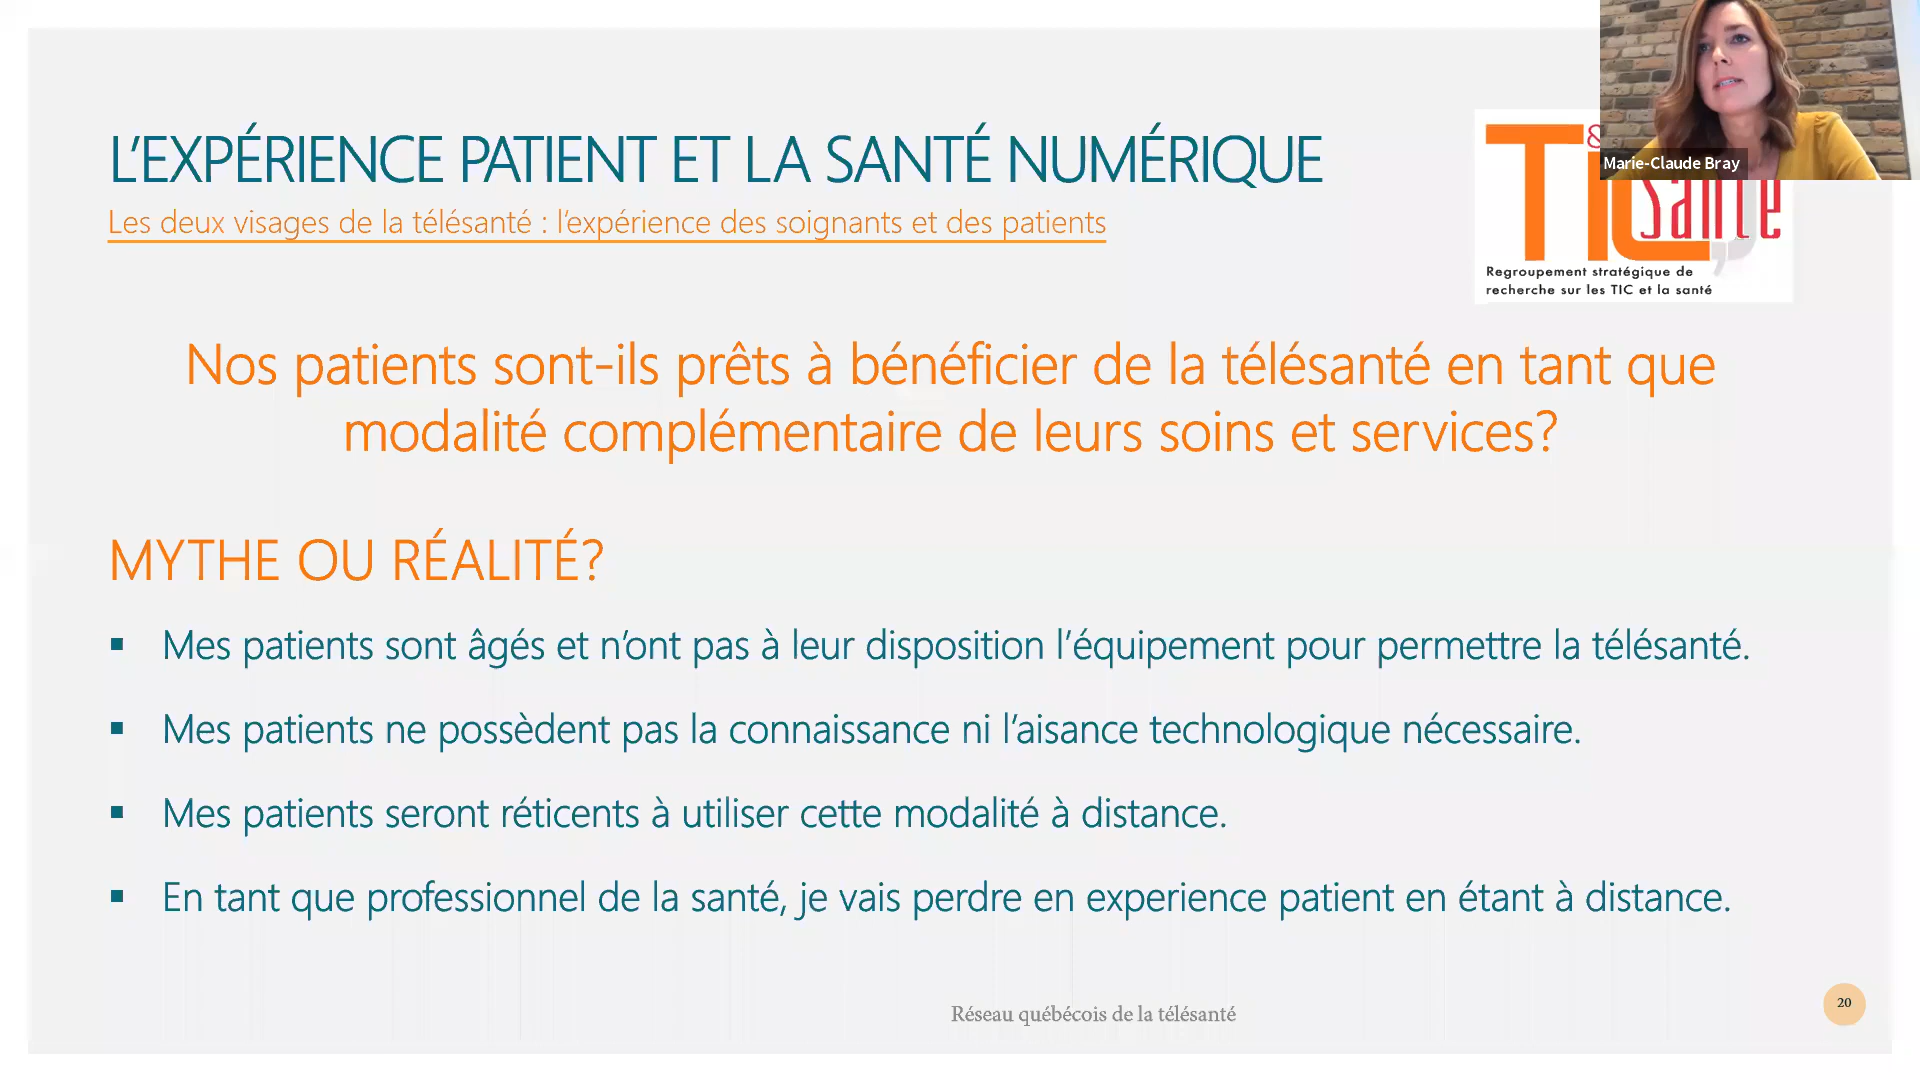 L'EXPÉRIENCE PATIENT ET LA SANTÉ NUMÉRIQUE
Les deux visages de la télésanté : l'expérience des soignants et des patients
Marie-Claude Bray
&
TIC
santé
Regroupement stratégique de
recherche sur les TIC et la santé
Nos patients sont-ils prêts à bénéficier de la télésanté en tant que
modalité complémentaire de leurs soins et services?
MYTHE OU RÉALITÉ?
▪ Mes patients sont âgés et n'ont pas à leur disposition l'équipement pour permettre la télésanté.
▪ Mes patients ne possèdent pas la connaissance ni l'aisance technologique nécessaire.
▪ Mes patients seront réticents à utiliser cette modalité à distance.
▪ En tant que professionnel de la santé, je vais perdre en experience patient en étant à distance.
Réseau québécois de la télésanté
20